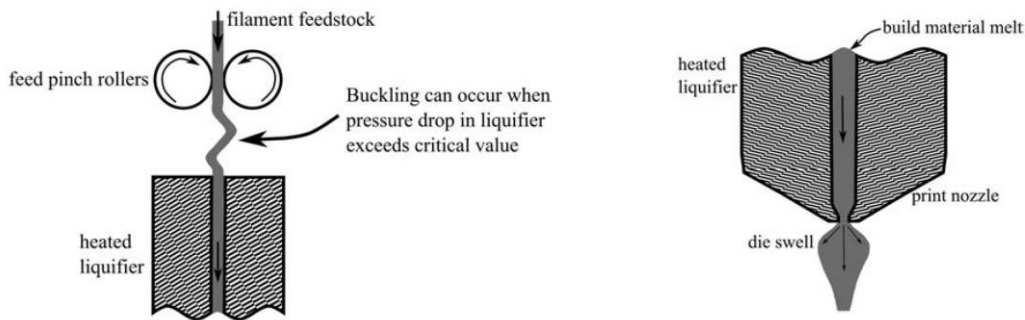 filament feedstock
feed pinch rollers
Buckling can occur when
pressure drop in liquifier
exceeds critical value
heated
liquifier
build material melt
heated
liquifier
print nozzle
die swell